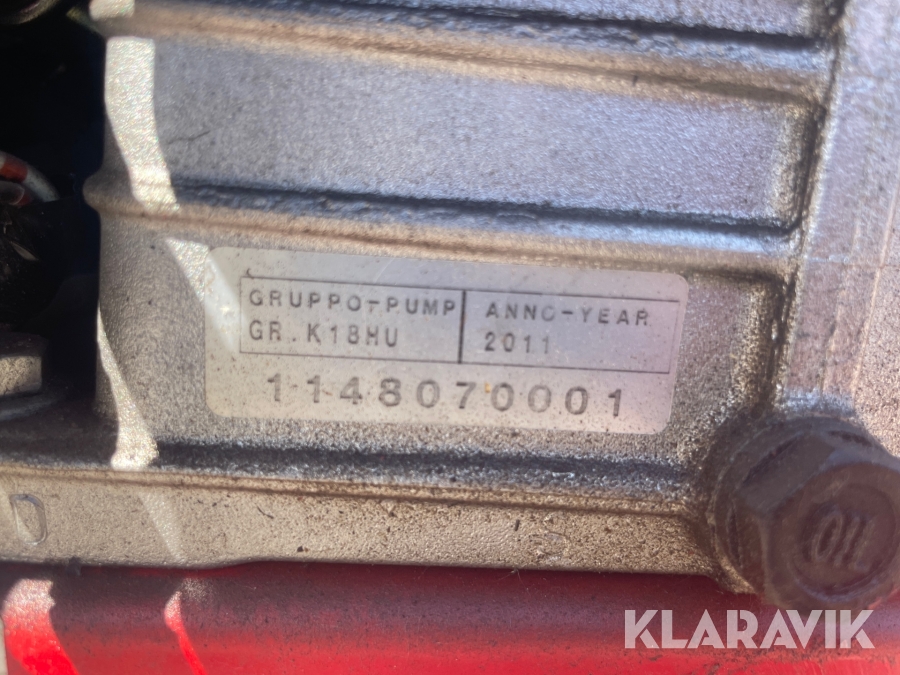 GRUPPO-PUMP ANNO-YEAR
GR.K18HU 2011
1148070001
OIL
KLARAVIK